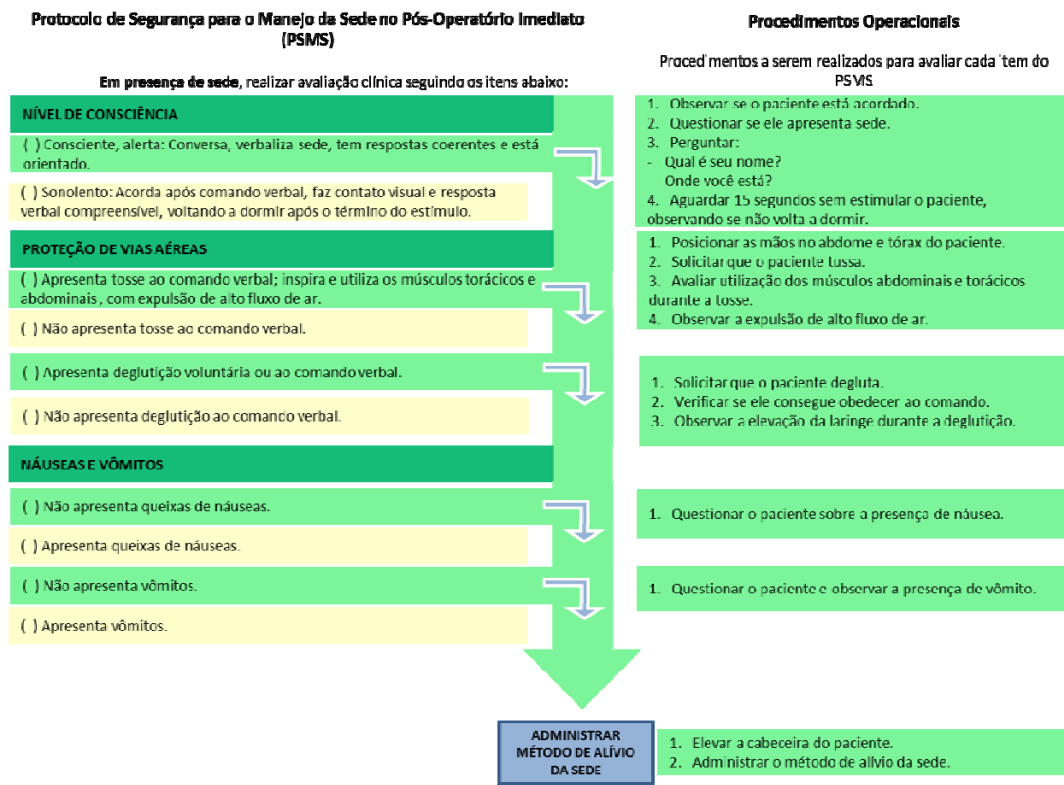 Protocolo de Segurança para o Manejo da Sede no Pós-Operatório Imediato
(PSMS)
Em presença de sede, realizar avaliação clínica seguindo os itens abaixo:
NÍVEL DE CONSCIÊNCIA
( ) Consciente, alerta: Conversa, verbaliza sede, tem respostas coerentes e está
orientado.
( ) Sonolento: Acorda após comando verbal, faz contato visual e resposta
verbal compreensível, voltando a dormir após o término do estímulo.
PROTEÇÃO DE VIAS AÉREAS
( ) Apresenta tosse ao comando verbal; inspira e utiliza os músculos torácicos e
abdominais, com expulsão de alto fluxo de ar.
( ) Não apresenta tosse ao comando verbal.
( ) Apresenta deglutição voluntária ou ao comando verbal.
( ) Não apresenta deglutição ao comando verbal.
NÁUSEAS E VÔMITOS
( ) Não apresenta queixas de náuseas.
( ) Apresenta queixas de náuseas.
( ) Não apresenta vômitos.
( ) Apresenta vômitos.
ADMINISTRAR
MÉTODO DE ALÍVIO
DA SEDE
Procedimentos Operacionais
Procedimentos a serem realizados para avaliar cada item do
PSMS
1. Observar se o paciente está acordado.
2. Questionar se ele apresenta sede.
3. Perguntar:
- Qual é seu nome?
Onde você está?
4. Aguardar 15 segundos sem estimular o paciente,
observando se não volta a dormir.
1. Posicionar as mãos no abdome e tórax do paciente.
2. Solicitar que o paciente tussa.
3. Avaliar utilização dos músculos abdominais e torácicos
durante a tosse.
4. Observar a expulsão de alto fluxo de ar.
1. Solicitar que o paciente degluta.
2. Verificar se ele consegue obedecer ao comando.
3. Observar a elevação da laringe durante a deglutição.
1. Questionar o paciente sobre a presença de náusea.
1. Questionar o paciente e observar a presença de vômito.
1. Elevar a cabeceira do paciente.
2. Administrar o método de alívio da sede.